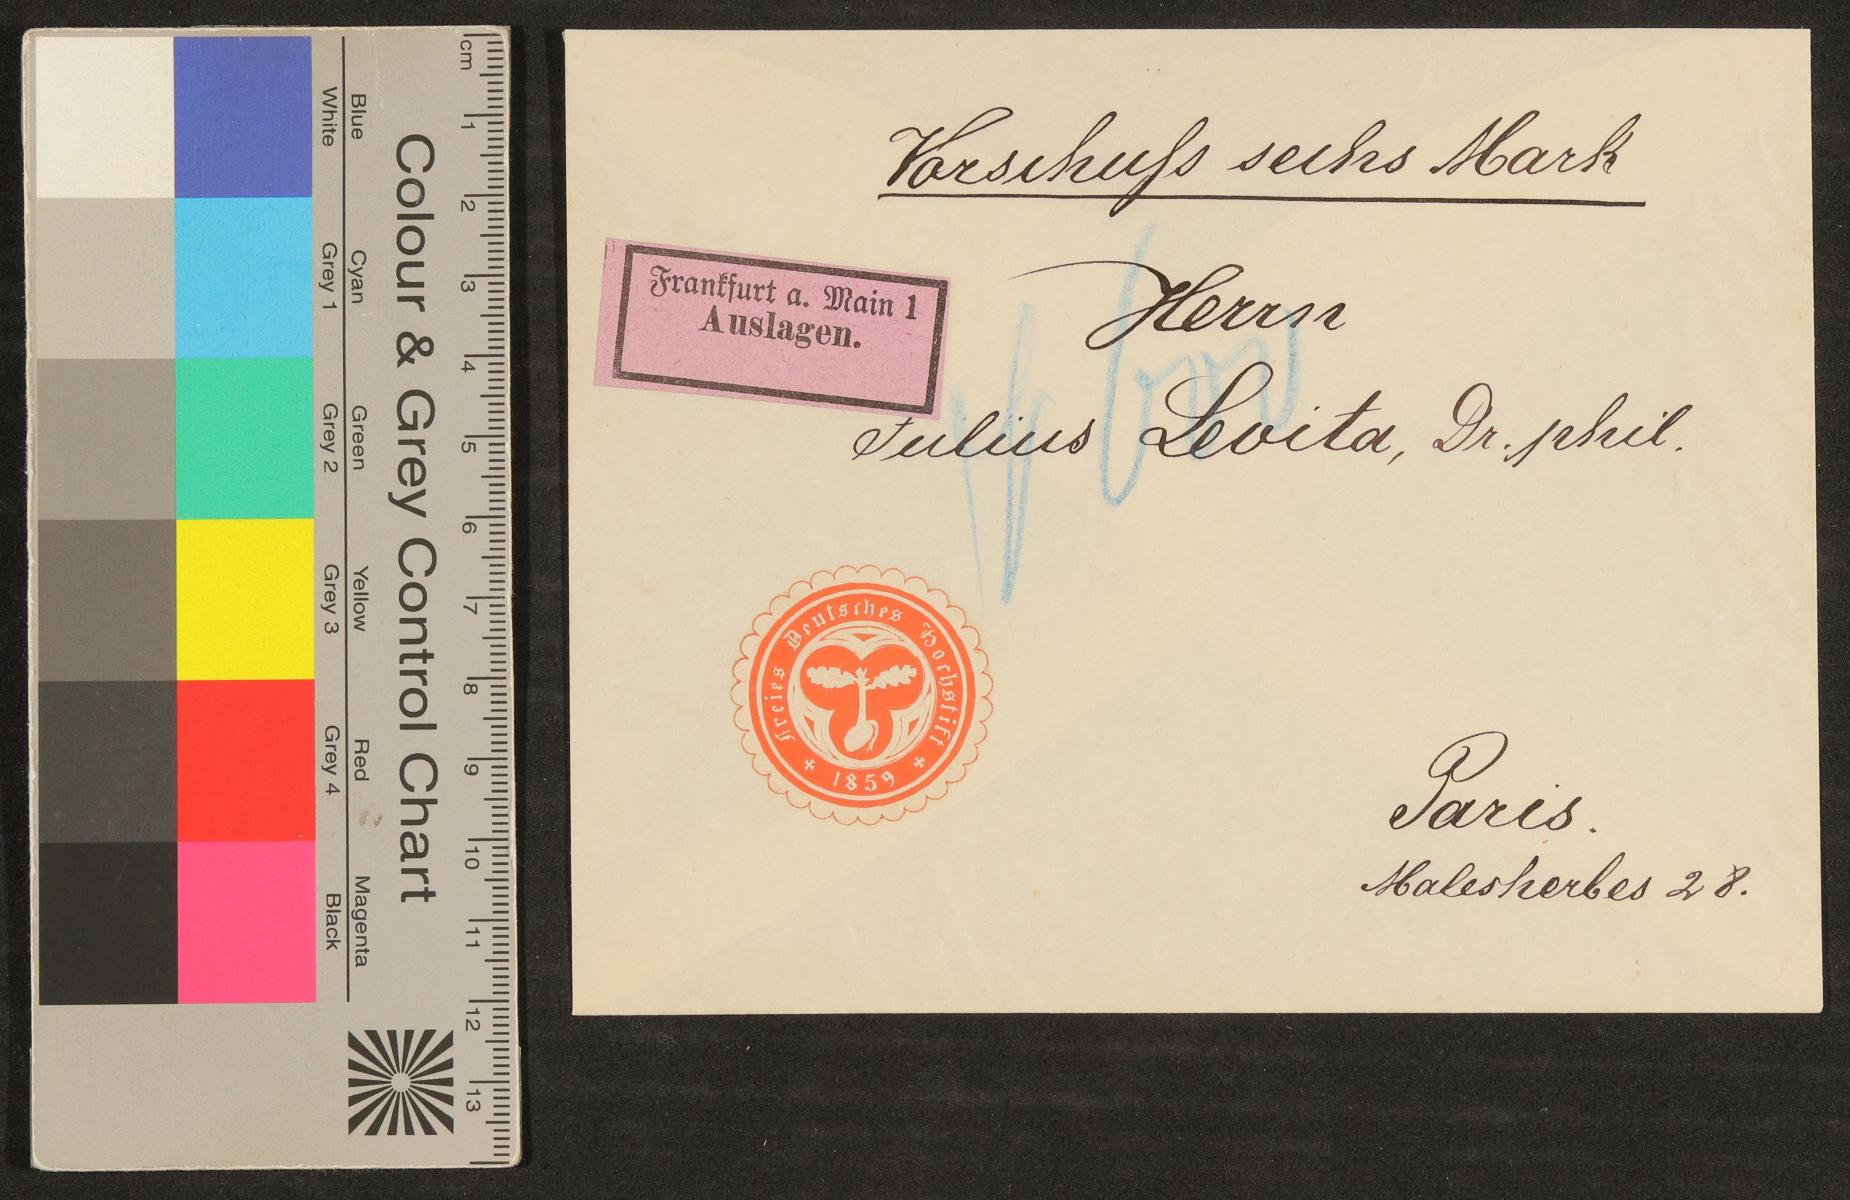 Colour & Grey Control Chart
Blue
White
Cyan
Grey 1
Green
Grey 2
Yellow
Grey 3
Red
Grey 4
Magenta
Black
cm
1
2
3
4
5
6
7
8
9
10
11
12
13
Vorschuſs sechs Mark
Frankfurt a. Main 1
Auslagen.
Herrn
Julius Levita, Dr. phil.
Freies Deutsches Hochstift
1859
Paris.
Malesherbes 28.